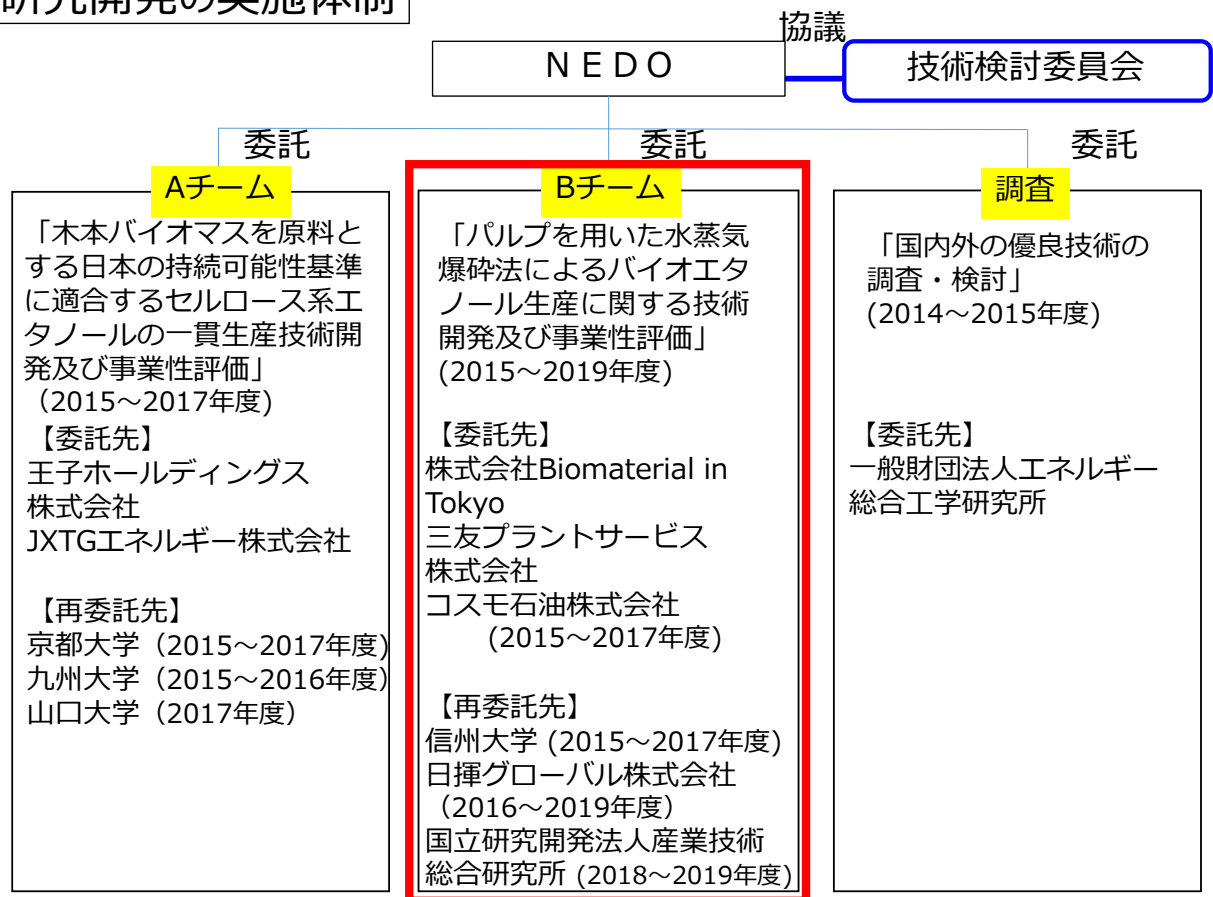 研究開発の実施体制
協議
ＮＥＤＯ
技術検討委員会
委託
委託
委託
Aチーム
「木本バイオマスを原料と
する日本の持続可能性基準
に適合するセルロース系エ
タノールの一貫生産技術開
発及び事業性評価」
（2015～2017年度)
【委託先】
王子ホールディングス
株式会社
JXTGエネルギー株式会社
【再委託先】
京都大学（2015～2017年度)
九州大学（2015～2016年度）
山口大学（2017年度）
Bチーム
「パルプを用いた水蒸気
爆砕法によるバイオエタ
ノール生産に関する技術
開発及び事業性評価」
(2015～2019年度)
【委託先】
株式会社Biomaterial in
Tokyo
三友プラントサービス
株式会社
コスモ石油株式会社
(2015～2017年度)
【再委託先】
信州大学 (2015～2017年度)
日揮グローバル株式会社
（2016～2019年度）
国立研究開発法人産業技術
総合研究所 (2018～2019年度)
調査
「国内外の優良技術の
調査・検討」
(2014～2015年度)
【委託先】
一般財団法人エネルギー
総合工学研究所